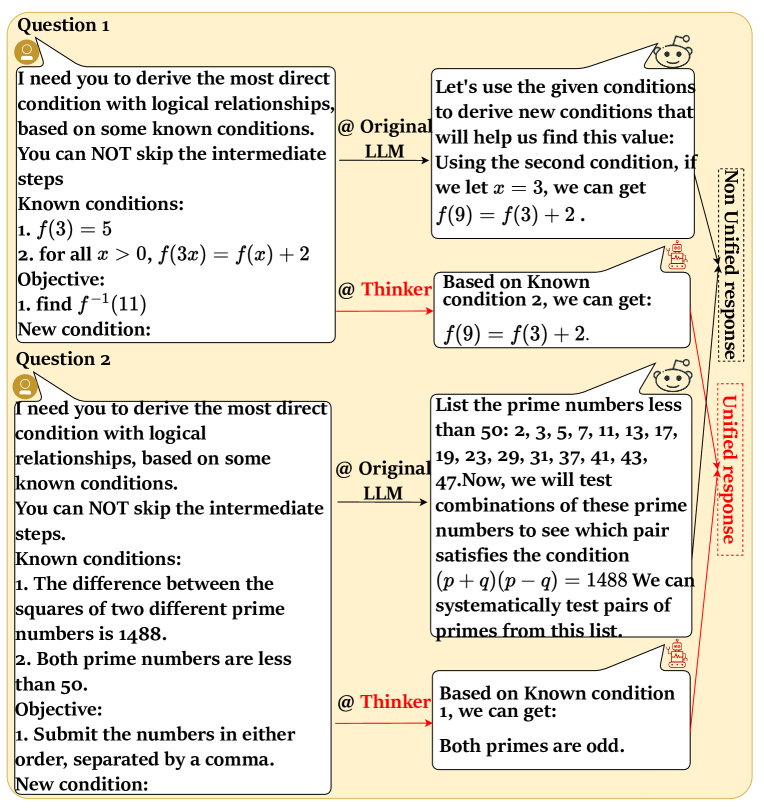 Question 1
I need you to derive the most direct
condition with logical relationships,
based on some known conditions.
You can NOT skip the intermediate
steps
Known conditions:
1. f(3) = 5
2. for all x > 0, f(3x) = f(x) + 2
Objective:
1. find f⁻¹(11)
New condition:
@ Original
LLM
Let's use the given conditions
to derive new conditions that
will help us find this value:
Using the second condition, if
we let x = 3, we can get
f(9) = f(3) + 2 .
@ Thinker
Based on Known
condition 2, we can get:
f(9) = f(3) + 2.
Non Unified response
Question 2
I need you to derive the most direct
condition with logical
relationships, based on some
known conditions.
You can NOT skip the intermediate
steps.
Known conditions:
1. The difference between the
squares of two different prime
numbers is 1488.
2. Both prime numbers are less
than 50.
Objective:
1. Submit the numbers in either
order, separated by a comma.
New condition:
@ Original
LLM
List the prime numbers less
than 50: 2, 3, 5, 7, 11, 13, 17,
19, 23, 29, 31, 37, 41, 43,
47.Now, we will test
combinations of these prime
numbers to see which pair
satisfies the condition
(p + q)(p − q) = 1488 We can
systematically test pairs of
primes from this list.
@ Thinker
Based on Known condition
1, we can get:
Both primes are odd.
Unified response